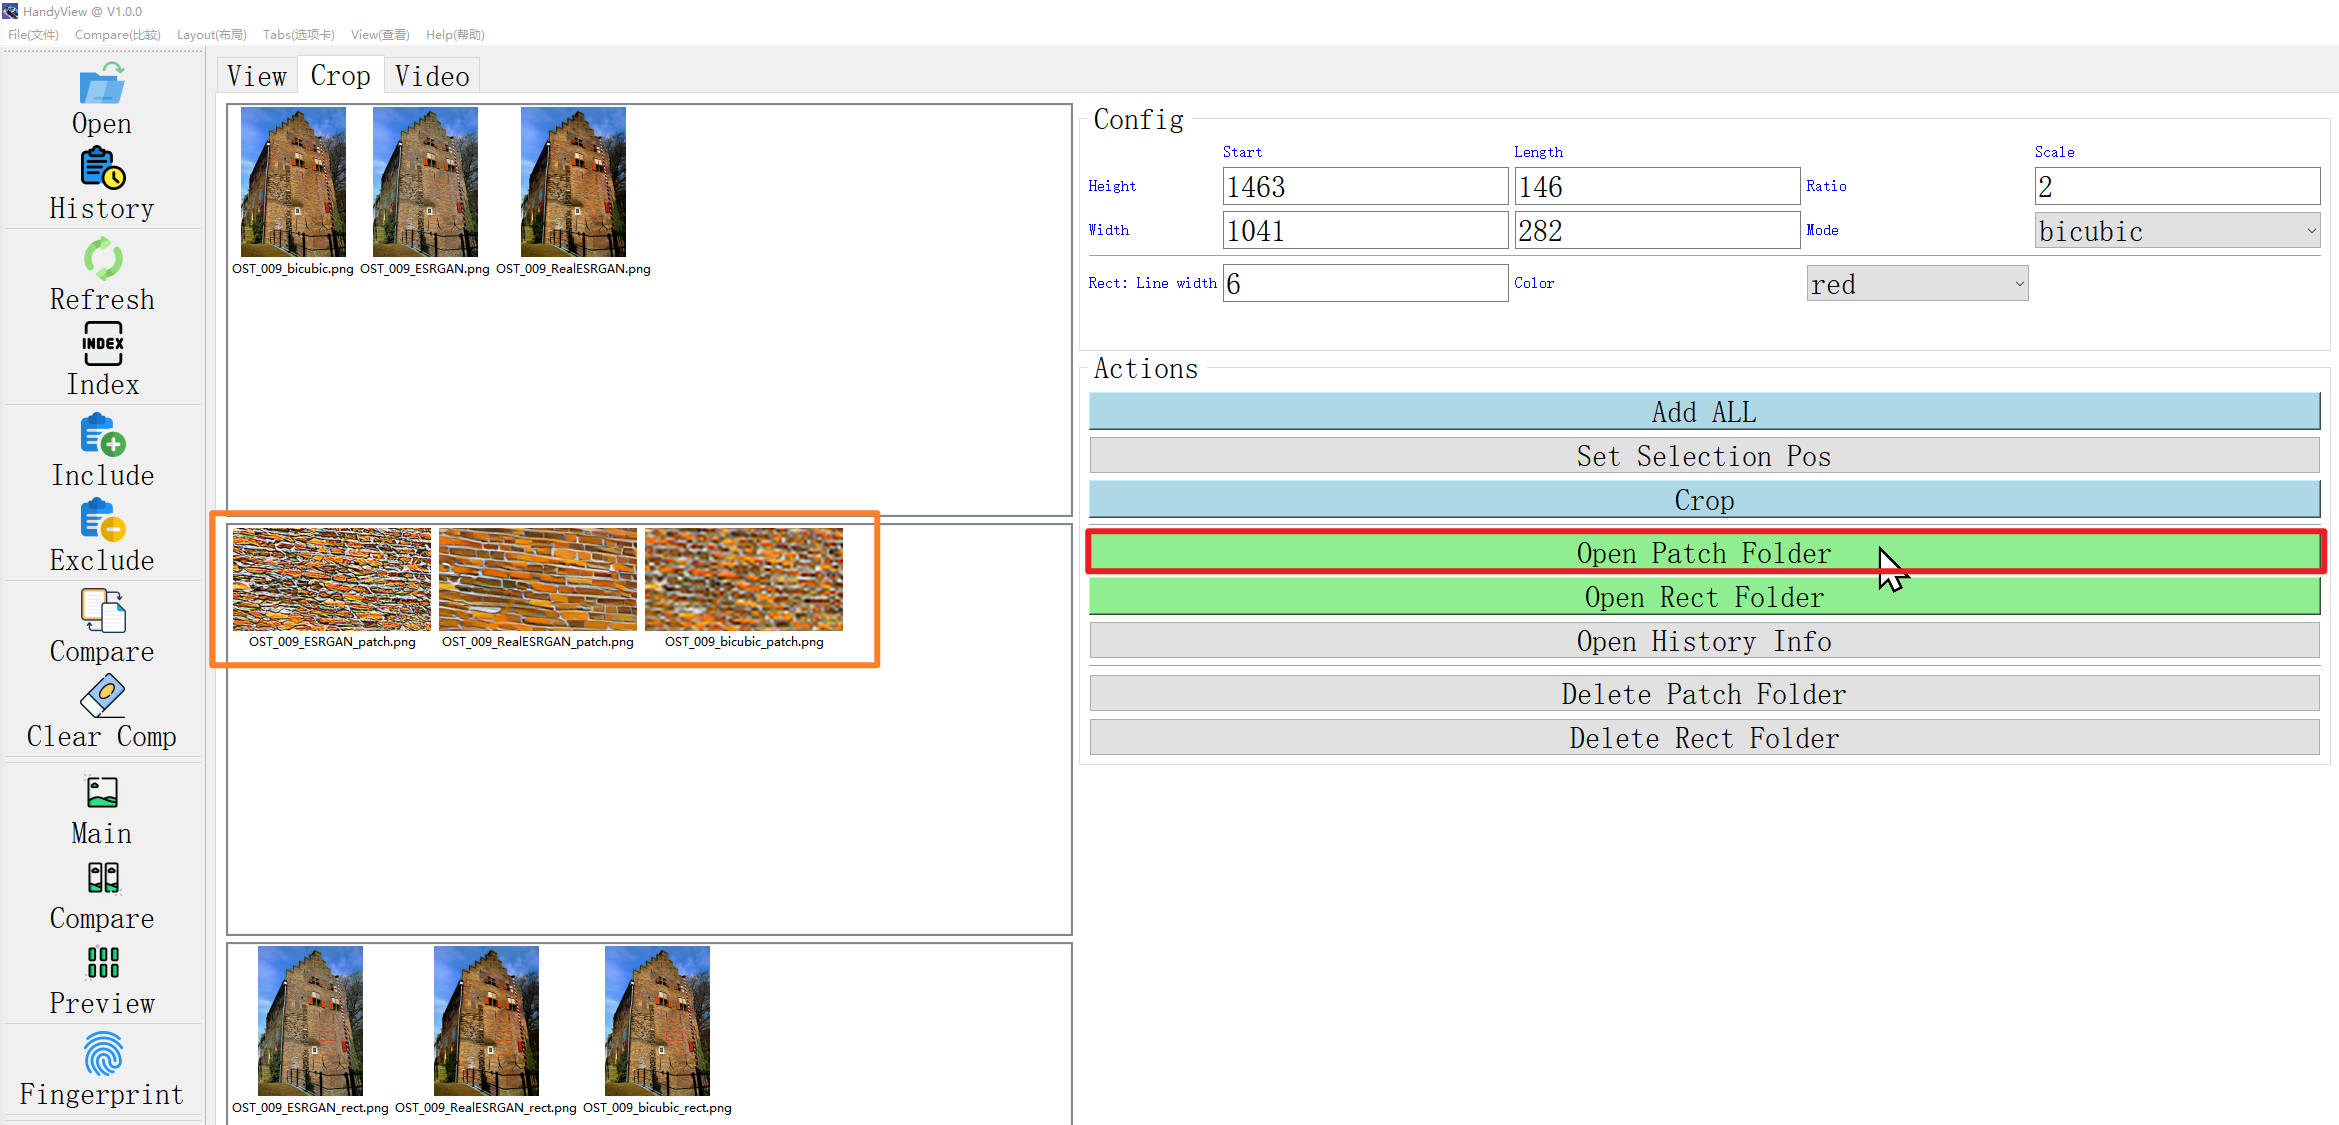 HandyView @ V1.0.0
File(文件) Compare(比较) Layout(布局) Tabs(选项卡) View(查看) Help(帮助)
Open
History
Refresh
INDEX
Index
Include
Exclude
Compare
Clear Comp
Main
Compare
Preview
Fingerprint
View Crop Video
OST_009_bicubic.png OST_009_ESRGAN.png OST_009_RealESRGAN.png
OST_009_ESRGAN_patch.png OST_009_RealESRGAN_patch.png OST_009_bicubic_patch.png
OST_009_ESRGAN_rect.png OST_009_RealESRGAN_rect.png OST_009_bicubic_rect.png
Config
Start Length Scale
Height 1463 146 Ratio 2
Width 1041 282 Mode bicubic
Rect: Line width 6 Color red
Actions
Add ALL
Set Selection Pos
Crop
Open Patch Folder
Open Rect Folder
Open History Info
Delete Patch Folder
Delete Rect Folder